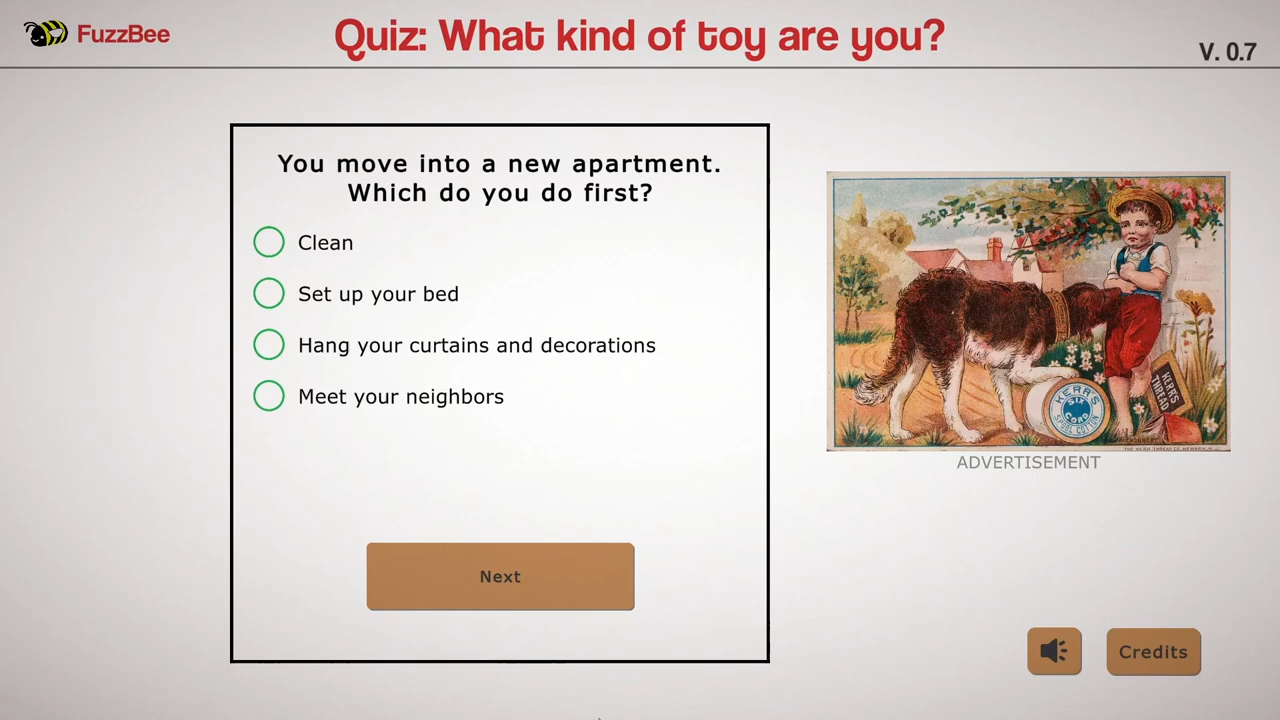 FuzzBee
Quiz: What kind of toy are you?
V. 0.7
You move into a new apartment.
Which do you do first?
Clean
Set up your bed
Hang your curtains and decorations
Meet your neighbors
Next
KERR'S
SIX
CORD
SPOOL COTTON
KERR'S
THREAD
ADVERTISEMENT
Credits